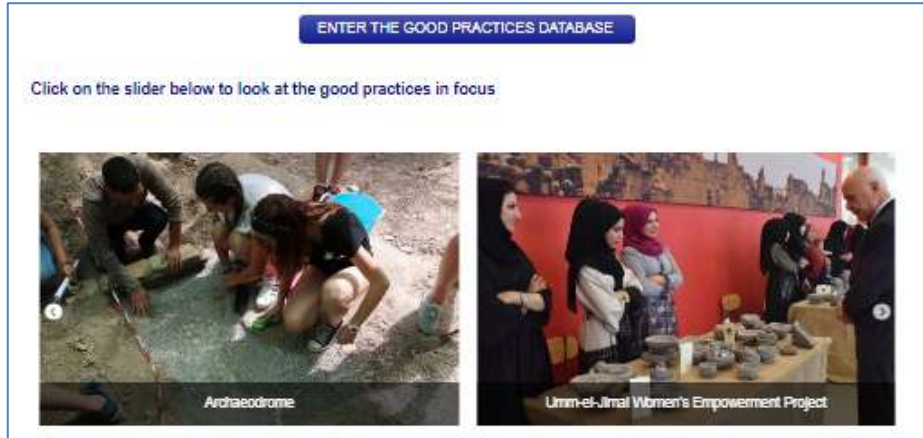 ENTER THE GOOD PRACTICES DATABASE
Click on the slider below to look at the good practices in focus
Archaeodrome
Umm-el-Jimal Women's Empowerment Project